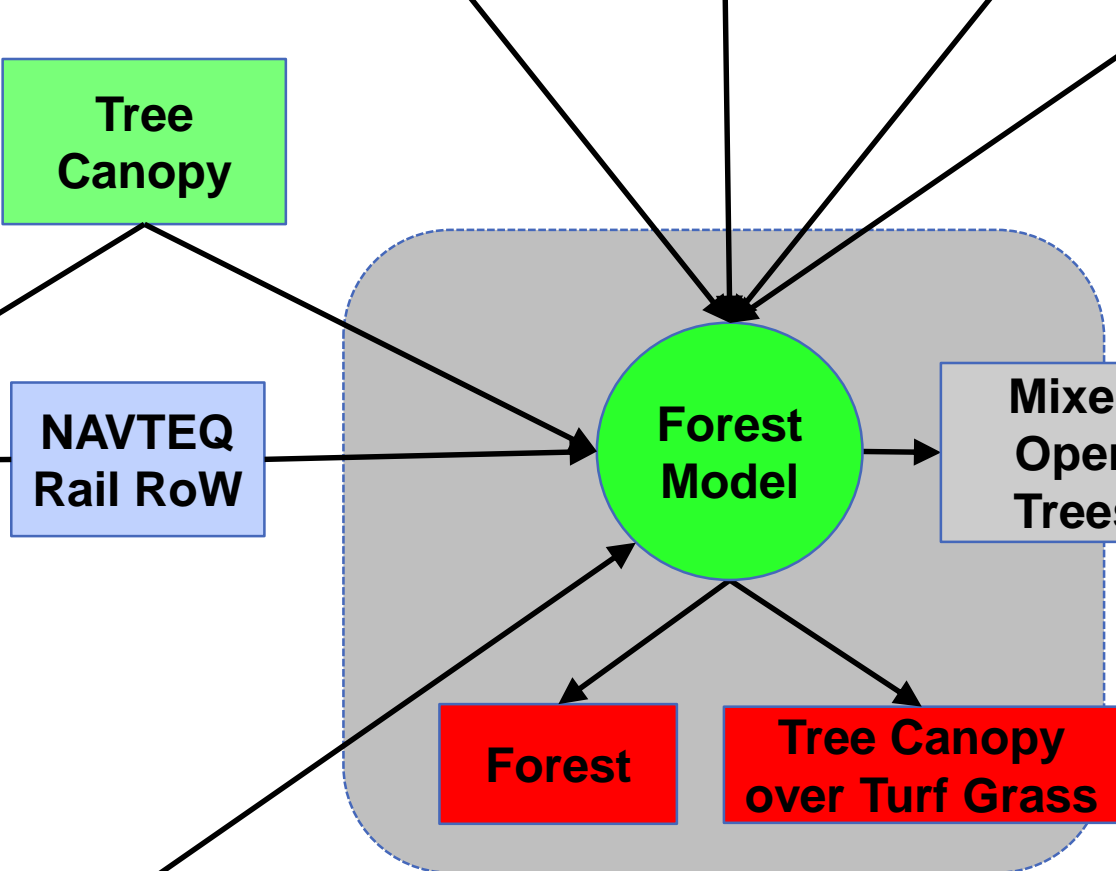 Tree
Canopy
NAVTEQ
Rail RoW
Forest
Model
Forest
Tree Canopy
over Turf Grass